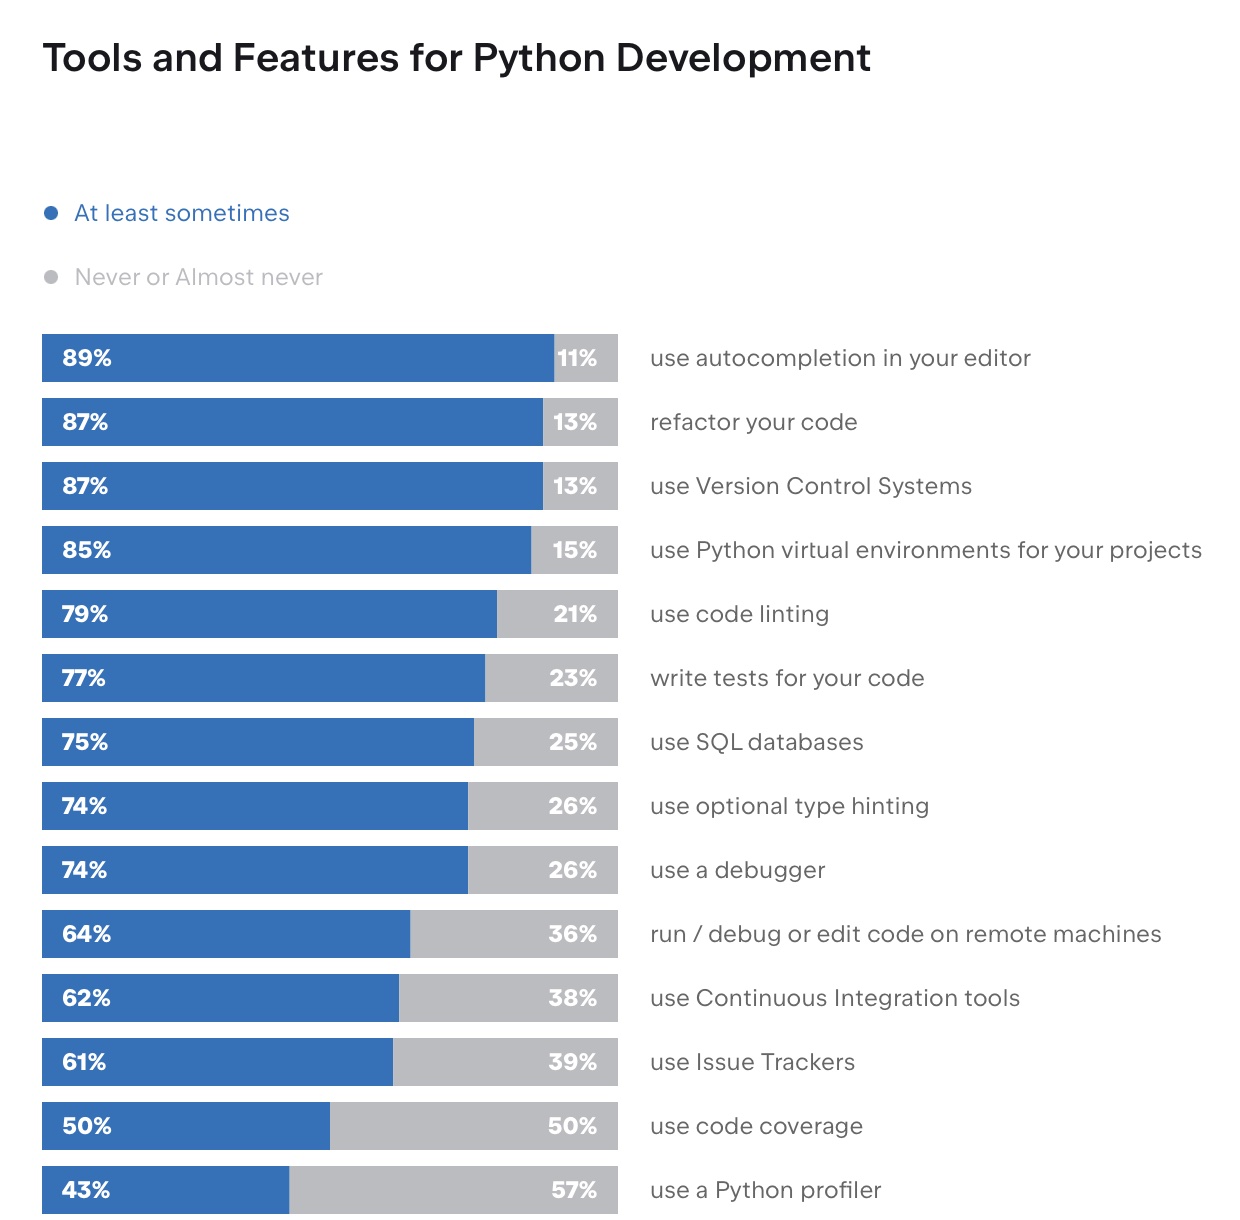 Tools and Features for Python Development
At least sometimes
Never or Almost never
89% 11% use autocompletion in your editor
87% 13% refactor your code
87% 13% use Version Control Systems
85% 15% use Python virtual environments for your projects
79% 21% use code linting
77% 23% write tests for your code
75% 25% use SQL databases
74% 26% use optional type hinting
74% 26% use a debugger
64% 36% run / debug or edit code on remote machines
62% 38% use Continuous Integration tools
61% 39% use Issue Trackers
50% 50% use code coverage
43% 57% use a Python profiler